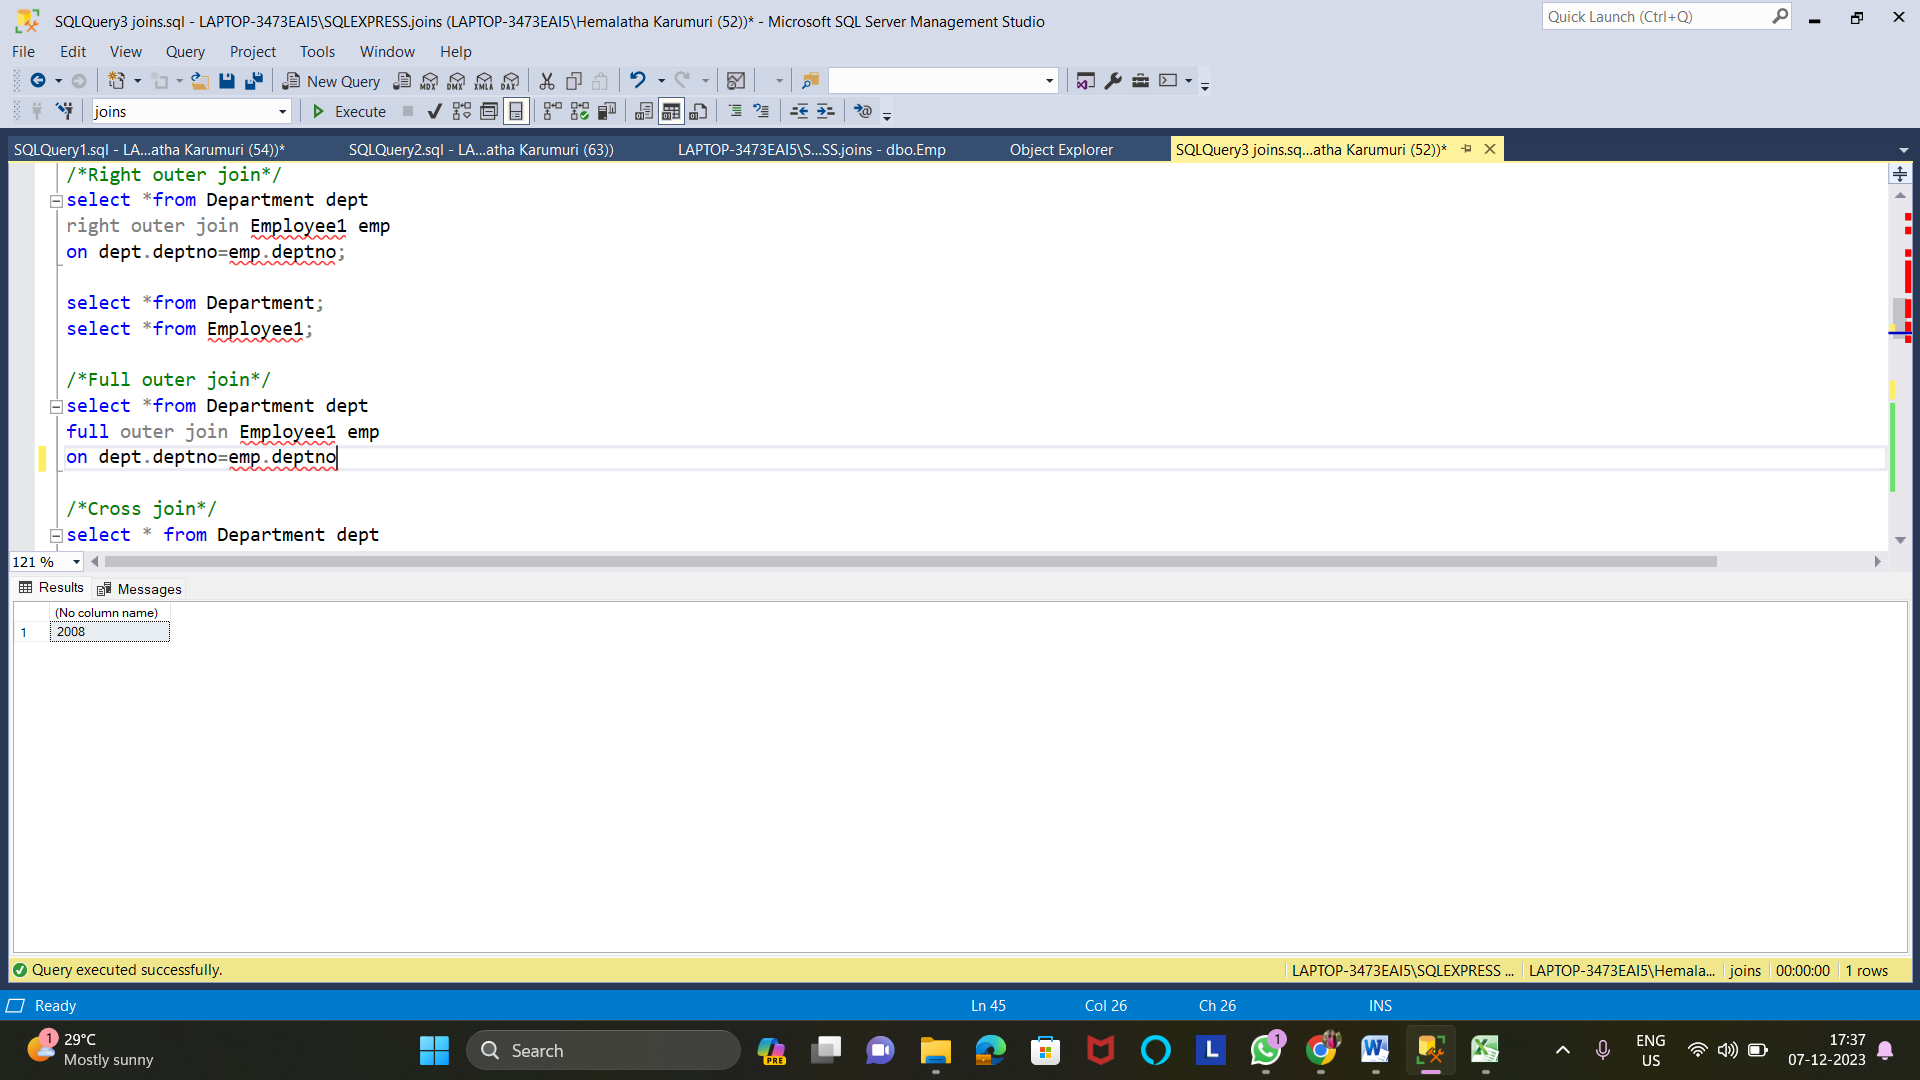 SQLQuery3 joins.sql - LAPTOP-3473EAI5\SQLEXPRESS.joins (LAPTOP-3473EAI5\Hemalatha Karumuri (52))* - Microsoft SQL Server Management Studio
Quick Launch (Ctrl+Q)
File Edit View Query Project Tools Window Help
New Query MDX DMX XMLA DAX
joins Execute
SQLQuery1.sql - LA...atha Karumuri (54))* SQLQuery2.sql - LA...atha Karumuri (63)) LAPTOP-3473EAI5\S...SS.joins - dbo.Emp Object Explorer SQLQuery3 joins.sq...atha Karumuri (52))*
/*Right outer join*/
select *from Department dept
right outer join Employee1 emp
on dept.deptno=emp.deptno;
select *from Department;
select *from Employee1;
/*Full outer join*/
select *from Department dept
full outer join Employee1 emp
on dept.deptno=emp.deptno
/*Cross join*/
select * from Department dept
121 %
Results Messages
(No column name)
1 2008
Query executed successfully. LAPTOP-3473EAI5\SQLEXPRESS ... LAPTOP-3473EAI5\Hemala... joins 00:00:00 1 rows
Ready Ln 45 Col 26 Ch 26 INS
1 29°C
Mostly sunny
Search
PRE
L
1
ENG
US
17:37
07-12-2023